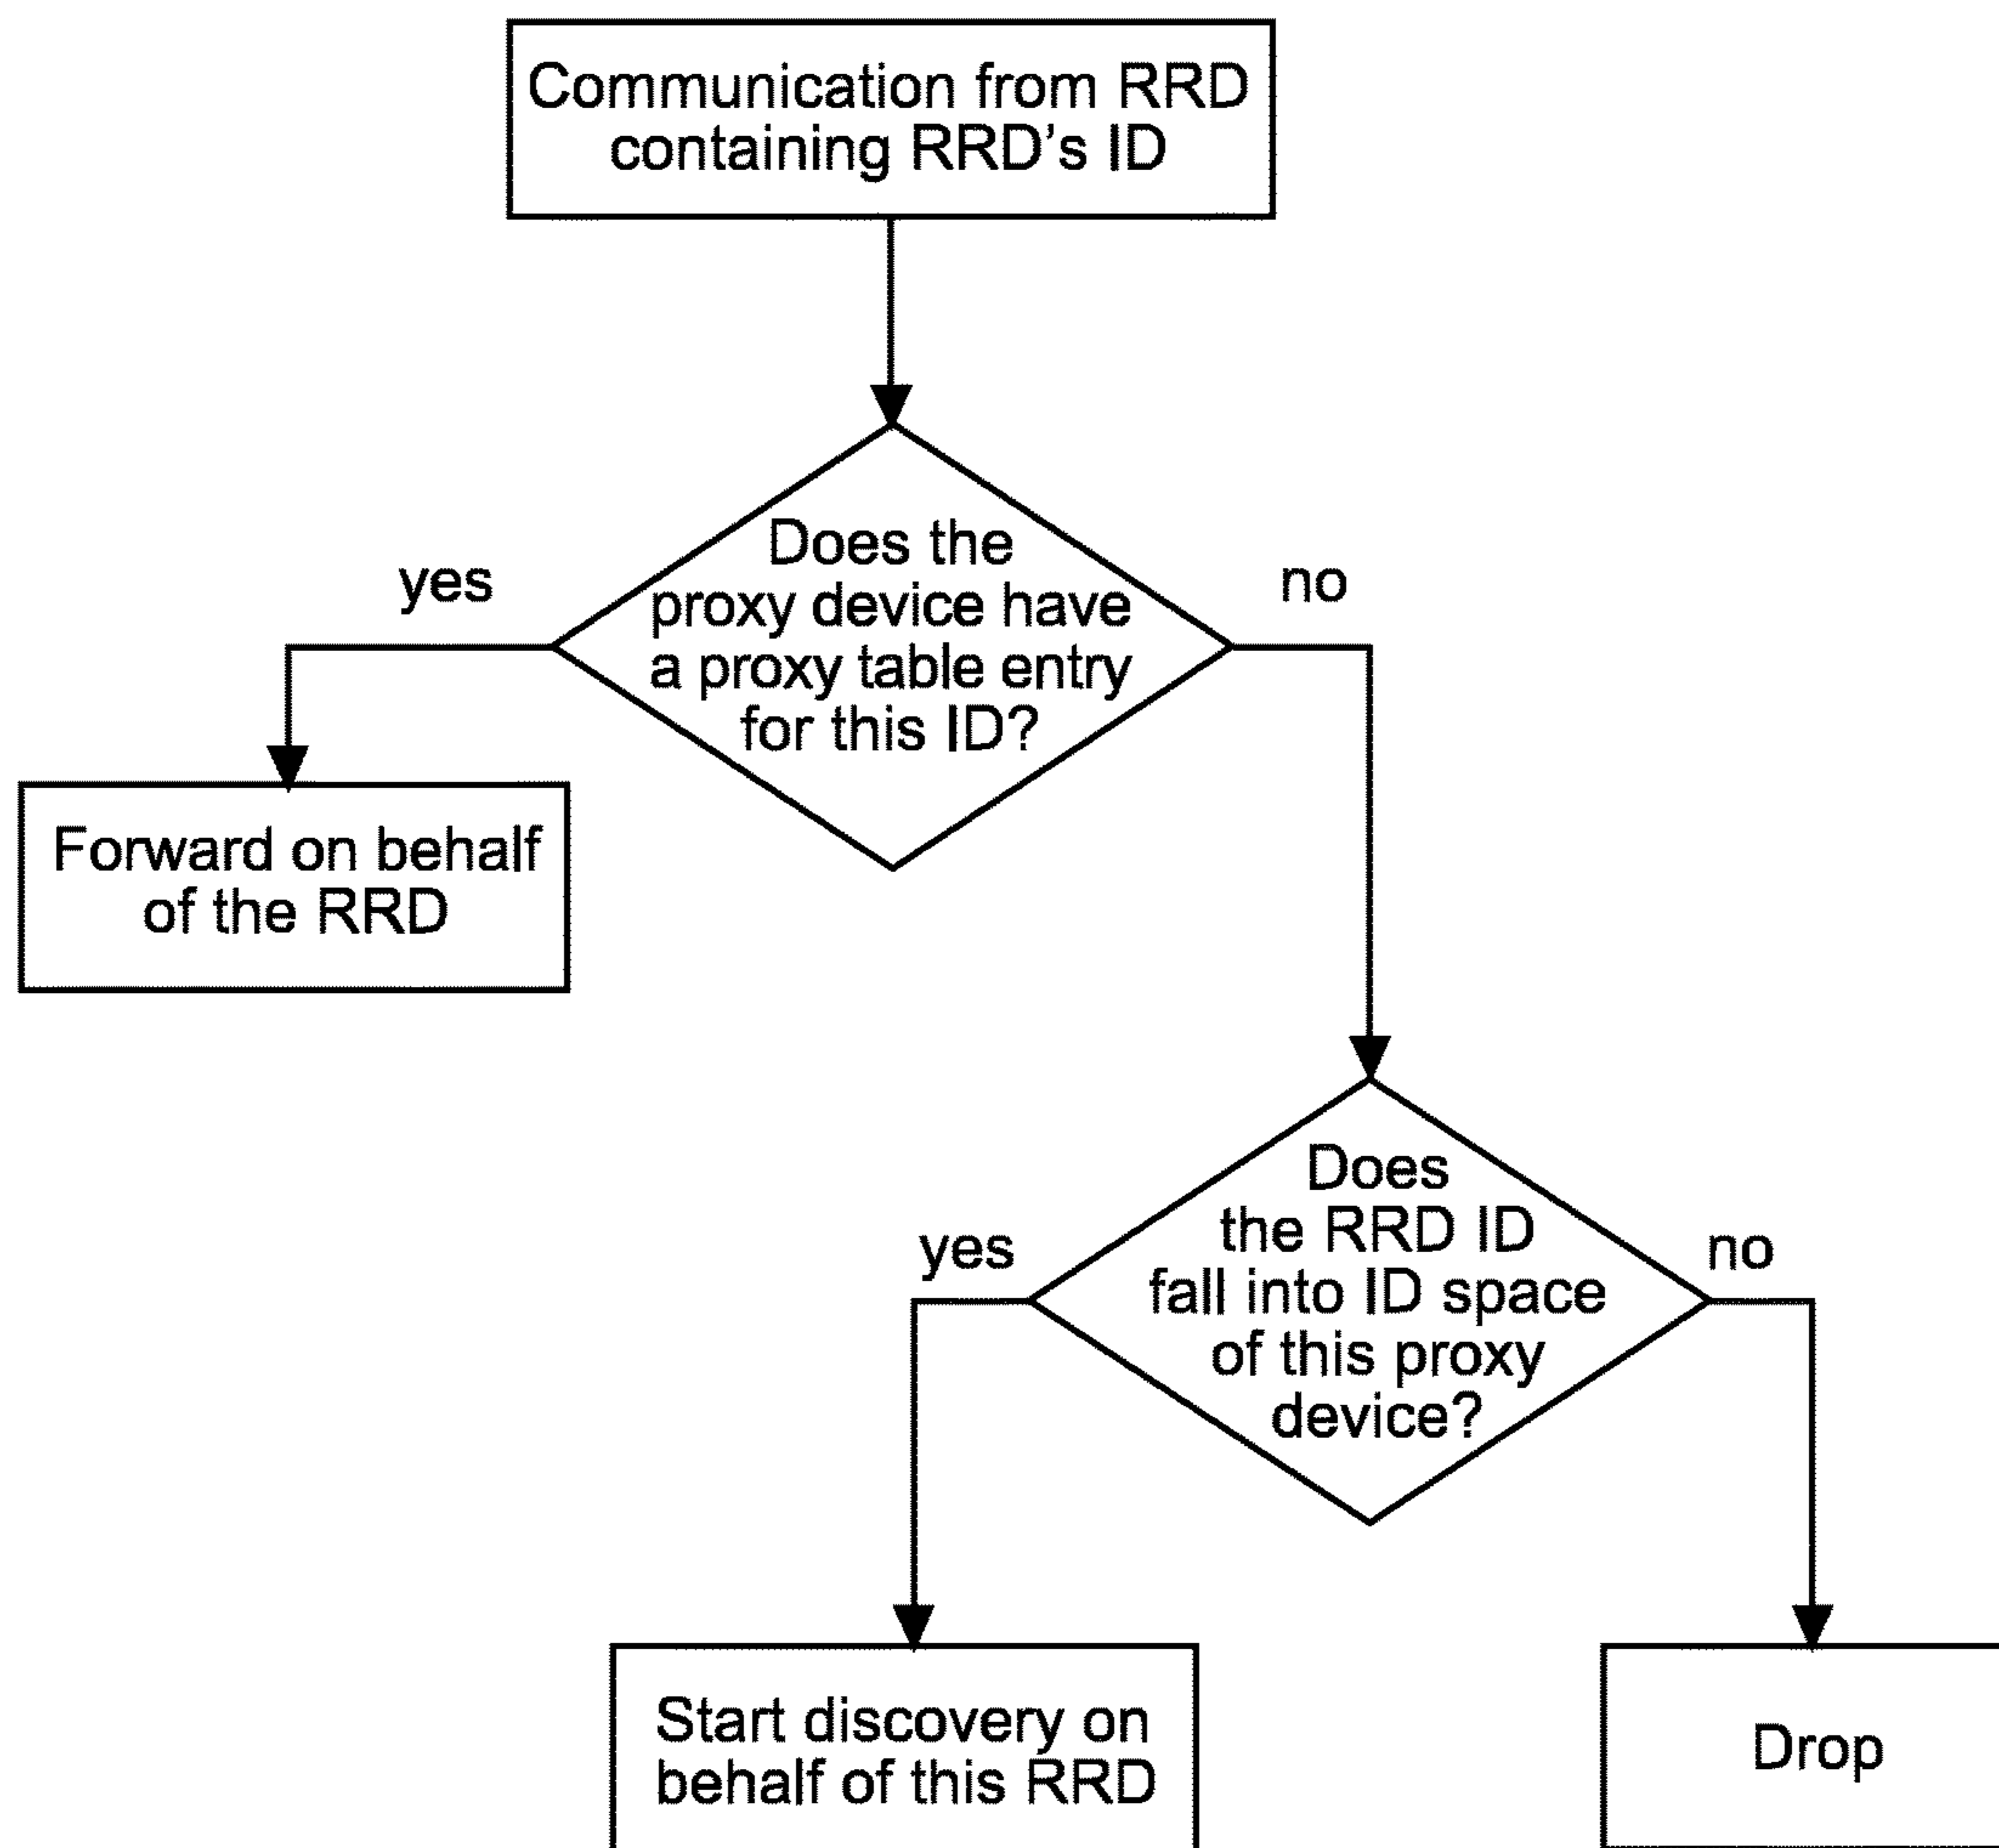 Communication from RRD
containing RRD's ID
Does the
proxy device have
a proxy table entry
for this ID?
yes
no
Forward on behalf
of the RRD
Does
the RRD ID
fall into ID space
of this proxy
device?
yes
no
Start discovery on
behalf of this RRD
Drop